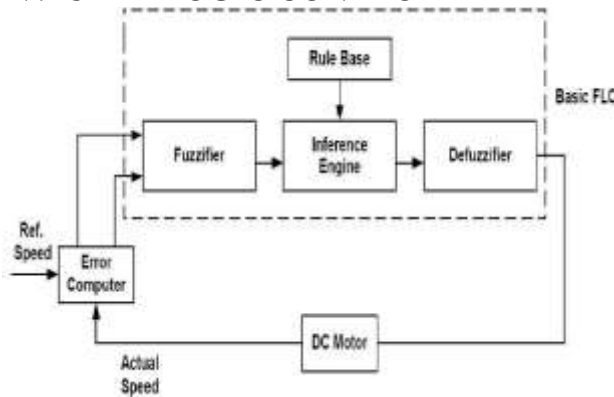 Rule Base
Basic FLC
Fuzzifier
Inference
Engine
Defuzzifier
Ref.
Speed
Error
Computer
DC Motor
Actual
Speed